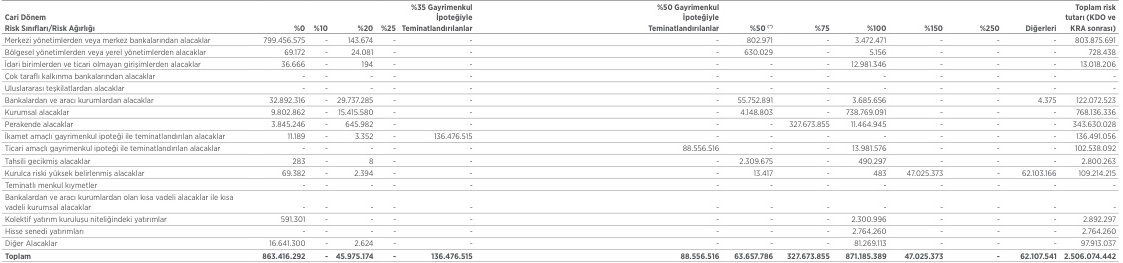 Cari Dönem
Risk Sınıfları/Risk Ağırlığı %0 %10 %20 %25 %35 Gayrimenkul İpoteğiyle Teminatlandırılanlar %50 Gayrimenkul İpoteğiyle Teminatlandırılanlar %50 (*) %75 %100 %150 %250 Diğerleri Toplam risk tutarı (KDO ve KRA sonrası)
Merkezi yönetimlerden veya merkez bankalarından alacaklar 799.456.575 - 143.674 - - - 802.971 - 3.472.471 - - - 803.875.691
Bölgesel yönetimlerden veya yerel yönetimlerden alacaklar 69.172 - 24.081 - - - 630.029 - 5.156 - - - 728.438
İdari birimlerden ve ticari olmayan girişimlerden alacaklar 36.666 - 194 - - - - - 12.981.346 - - - 13.018.206
Çok taraflı kalkınma bankalarından alacaklar - - - - - - - - - - - - -
Uluslararası teşkilatlardan alacaklar - - - - - - - - - - - - -
Bankalardan ve aracı kurumlardan alacaklar 32.892.316 - 29.737.285 - - - 55.752.891 - 3.685.656 - - 4.375 122.072.523
Kurumsal alacaklar 9.802.862 - 15.415.580 - - - 4.148.803 - 738.769.091 - - - 768.136.336
Perakende alacaklar 3.845.246 - 645.982 - - - - 327.673.855 11.464.945 - - - 343.630.028
İkamet amaçlı gayrimenkul ipoteği ile teminatlandırılan alacaklar 11.189 - 3.352 - 136.476.515 - - - - - - - 136.491.056
Ticari amaçlı gayrimenkul ipoteği ile teminatlandırılan alacaklar - - - - - 88.556.516 - - 13.981.576 - - - 102.538.092
Tahsili gecikmiş alacaklar 283 - 8 - - - 2.309.675 - 490.297 - - - 2.800.263
Kurulca riski yüksek belirlenmiş alacaklar 69.382 - 2.394 - - - 13.417 - 483 47.025.373 - 62.103.166 109.214.215
Teminatlı menkul kıymetler - - - - - - - - - - - - -
Bankalardan ve aracı kurumlardan olan kısa vadeli alacaklar ile kısa
vadeli kurumsal alacaklar - - - - - - - - - - - - -
Kolektif yatırım kuruluşu niteliğindeki yatırımlar 591.301 - - - - - - - 2.300.996 - - - 2.892.297
Hisse senedi yatırımları - - - - - - - - 2.764.260 - - - 2.764.260
Diğer Alacaklar 16.641.300 - 2.624 - - - - - 81.269.113 - - - 97.913.037
Toplam 863.416.292 - 45.975.174 - 136.476.515 88.556.516 63.657.786 327.673.855 871.185.389 47.025.373 - 62.107.541 2.506.074.442